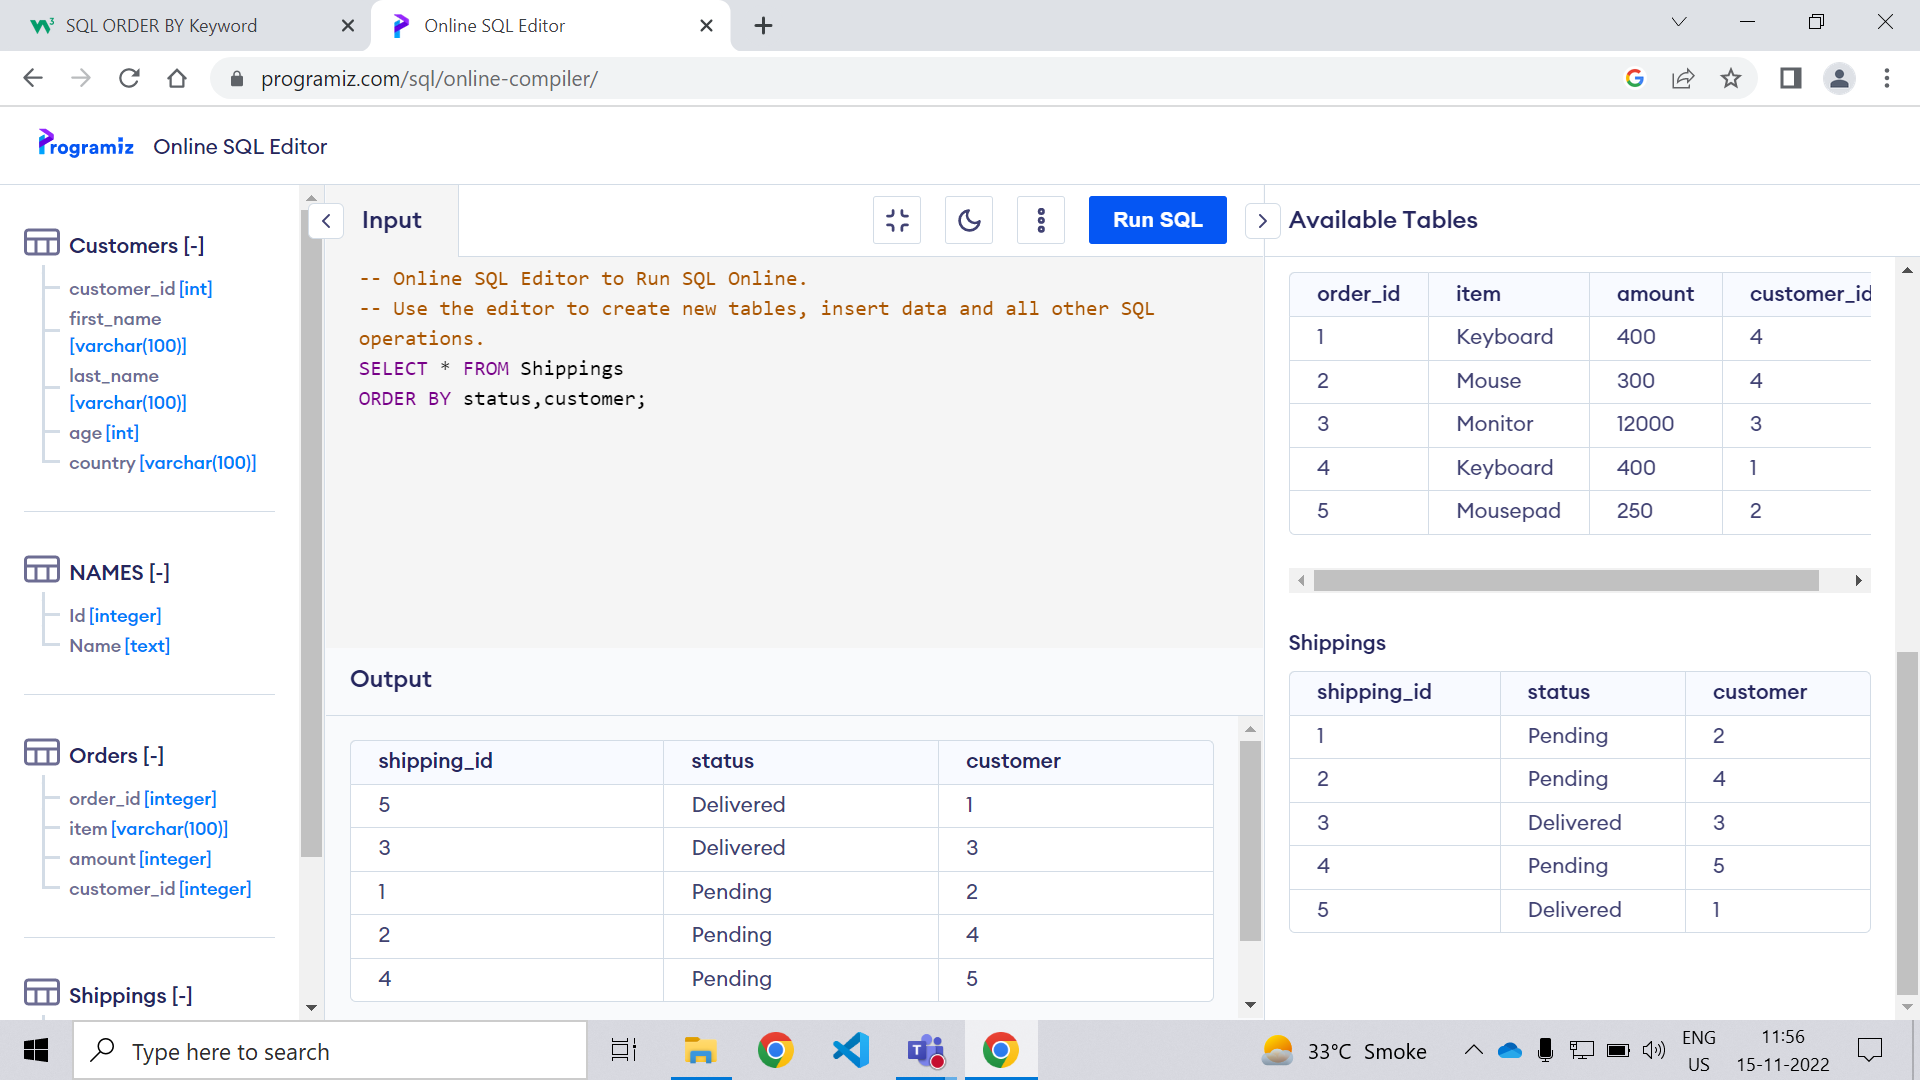 SQL ORDER BY Keyword
Online SQL Editor
programiz.com/sql/online-compiler/
Programiz Online SQL Editor
Customers [-]
customer_id [int]
first_name
[varchar(100)]
last_name
[varchar(100)]
age [int]
country [varchar(100)]
NAMES [-]
Id [integer]
Name [text]
Orders [-]
order_id [integer]
item [varchar(100)]
amount [integer]
customer_id [integer]
Shippings [-]
Input
Run SQL
-- Online SQL Editor to Run SQL Online.
-- Use the editor to create new tables, insert data and all other SQL
operations.
SELECT * FROM Shippings
ORDER BY status,customer;
Output
shipping_id status customer
5 Delivered 1
3 Delivered 3
1 Pending 2
2 Pending 4
4 Pending 5
Available Tables
order_id item amount customer_id
1 Keyboard 400 4
2 Mouse 300 4
3 Monitor 12000 3
4 Keyboard 400 1
5 Mousepad 250 2
Shippings
shipping_id status customer
1 Pending 2
2 Pending 4
3 Delivered 3
4 Pending 5
5 Delivered 1
Type here to search
33°C Smoke
ENG
US
11:56
15-11-2022